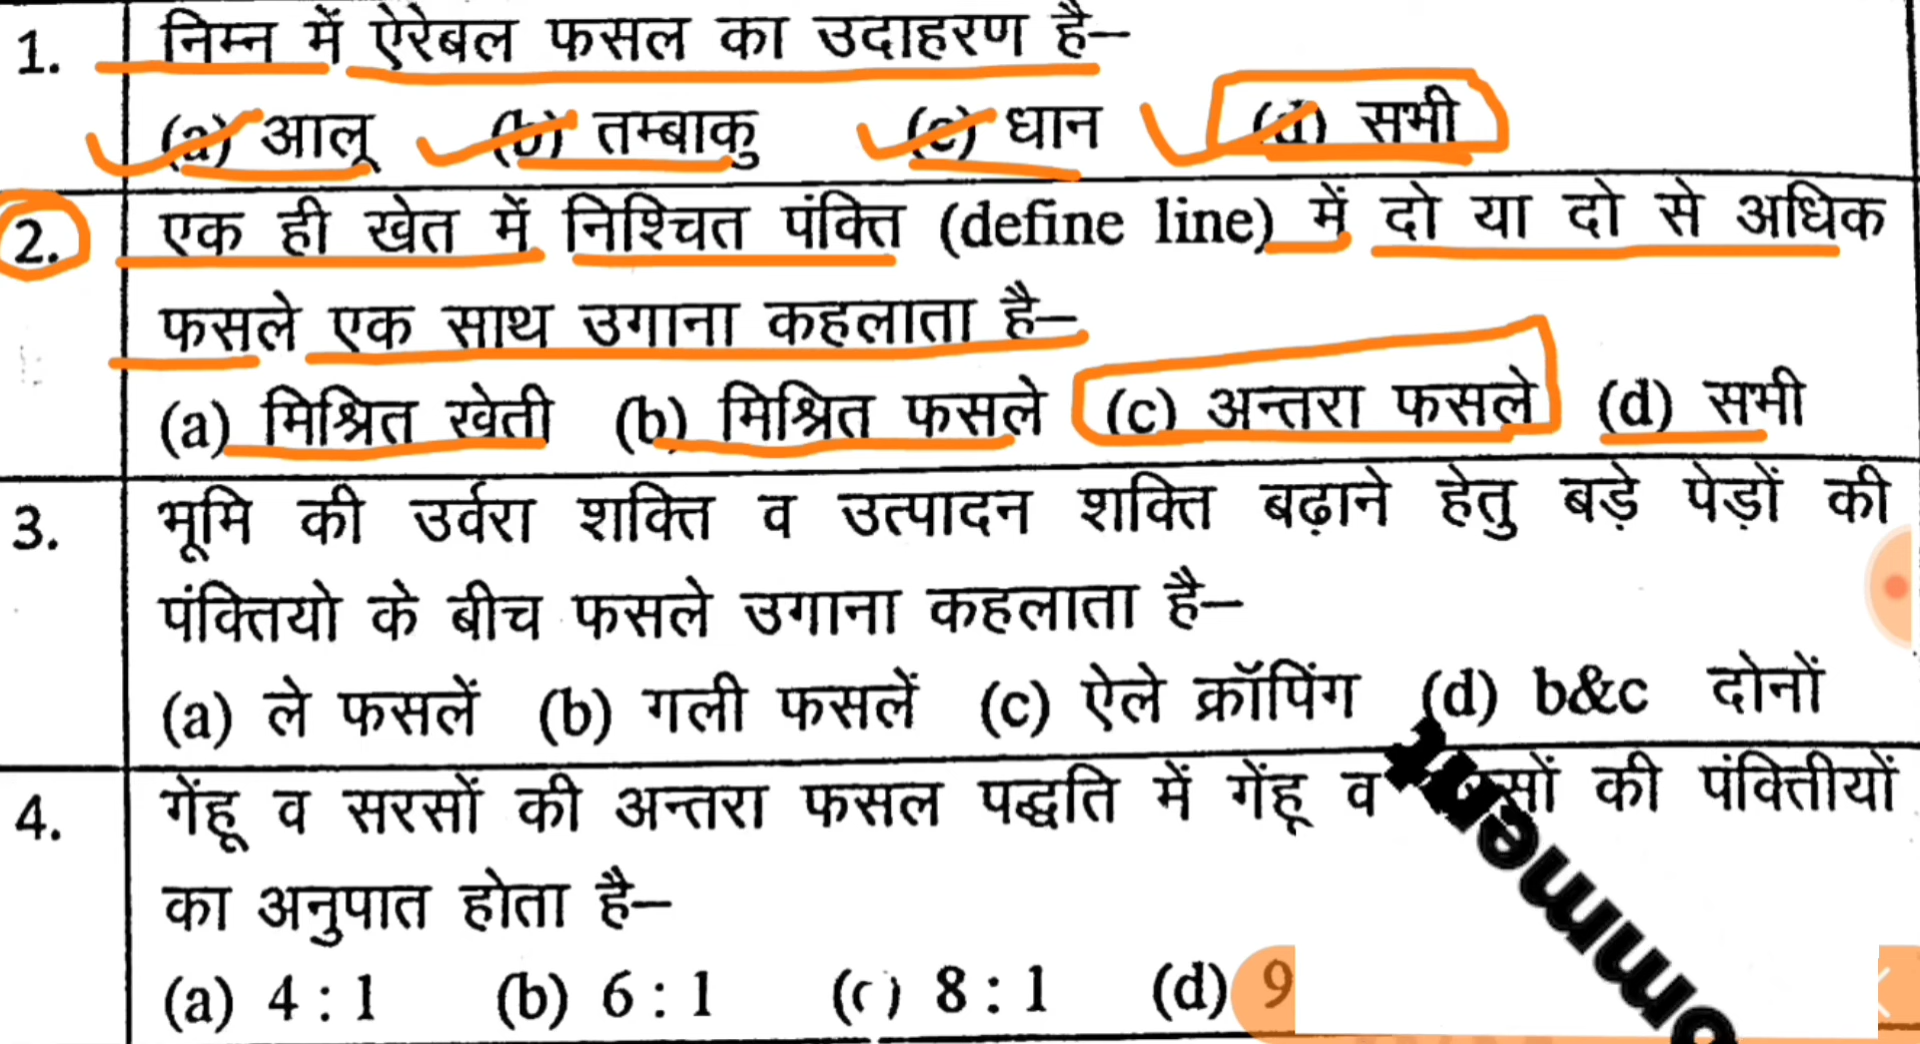 1. निम्न में ऐरेबल फसल का उदाहरण है–
(a) आलू (b) तम्बाकु (c) धान (d) सभी
2. एक ही खेत में निश्चित पंक्ति (define line) में दो या दो से अधिक
फसले एक साथ उगाना कहलाता है–
(a) मिश्रित खेती (b) मिश्रित फसले (c) अन्तरा फसले (d) सभी
3. भूमि की उर्वरा शक्ति व उत्पादन शक्ति बढ़ाने हेतु बड़े पेड़ों की
पंक्तियो के बीच फसले उगाना कहलाता है–
(a) ले फसलें (b) गली फसलें (c) ऐले क्रॉपिंग (d) b&c दोनों
4. गेंहू व सरसों की अन्तरा फसल पद्धति में गेंहू व की पंक्तिीयों
का अनुपात होता है–
(a) 4 : 1 (b) 6 : 1 (c) 8 : 1 (d) 9